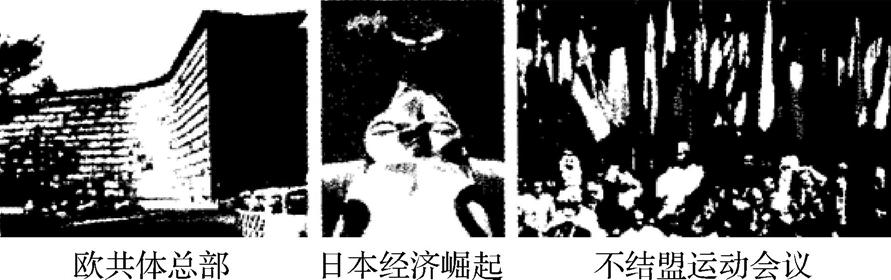 欧共体总部
日本经济崛起
不结盟运动会议